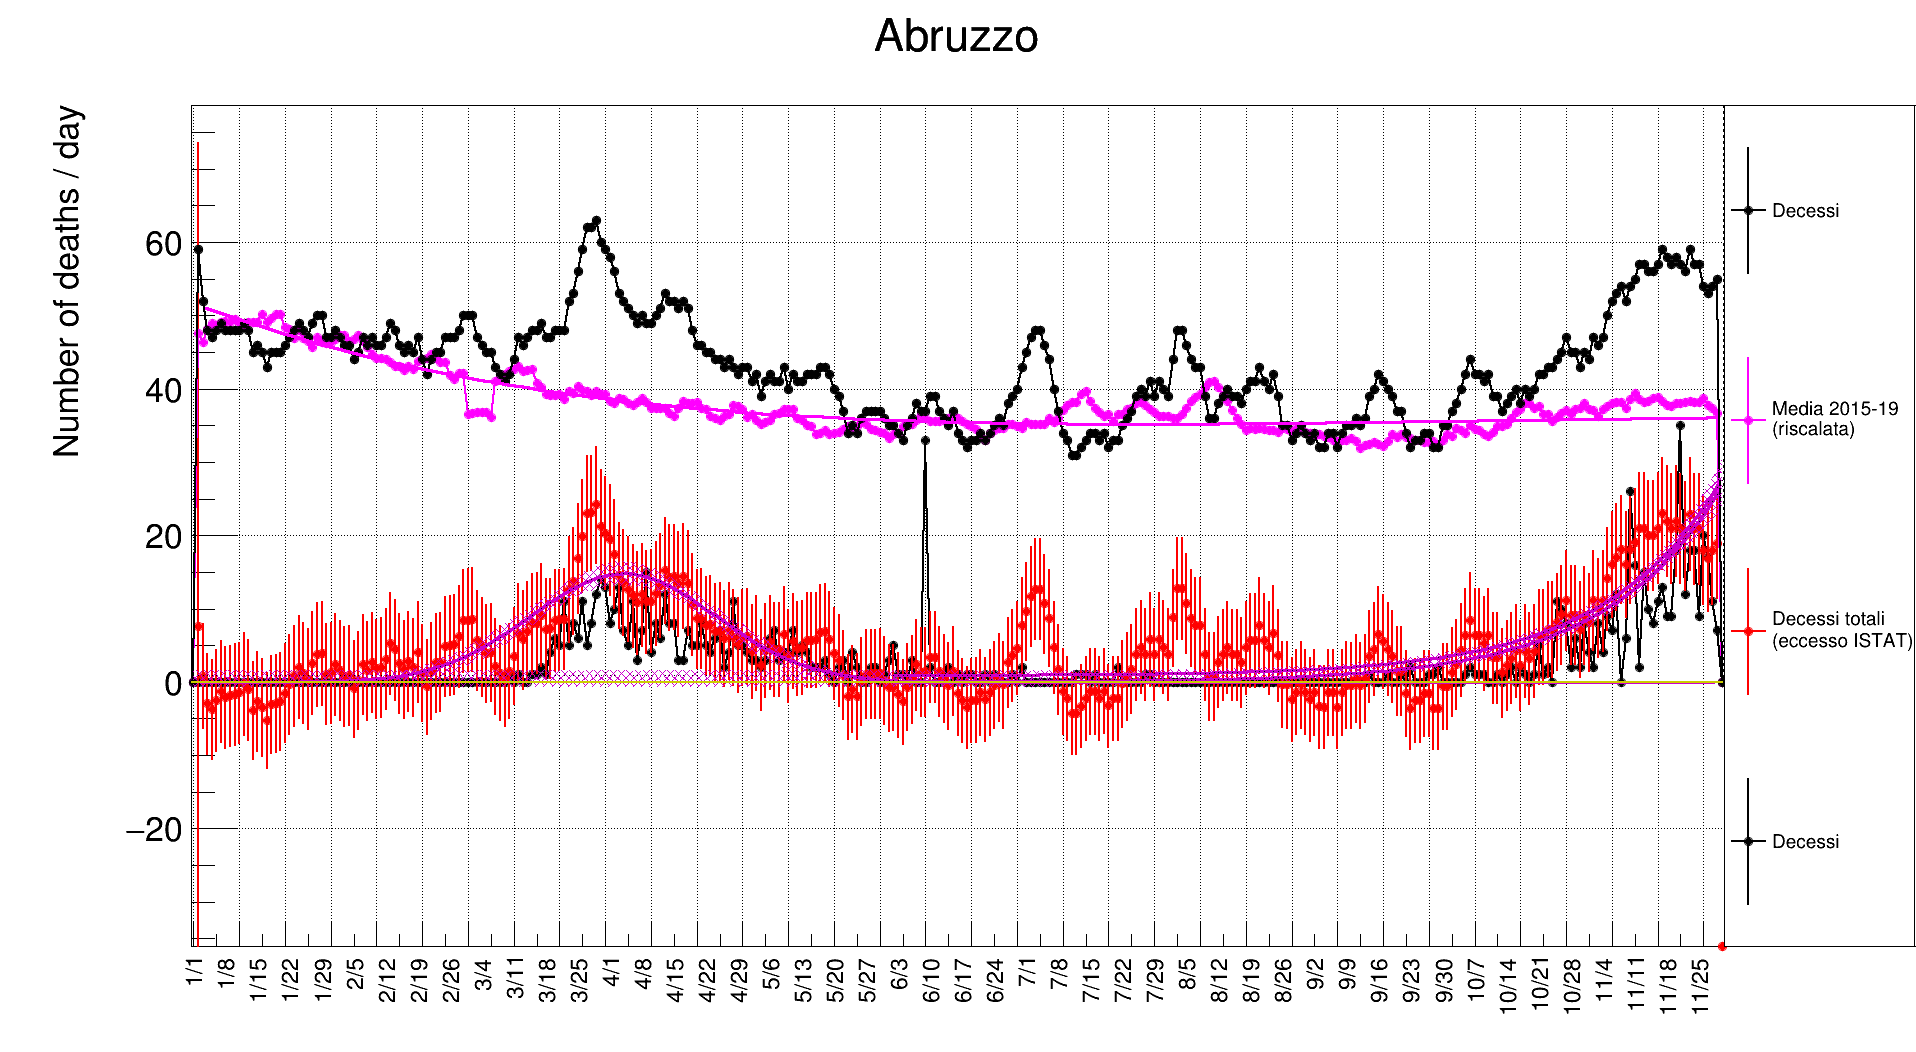 Abruzzo
Number of deaths / day
60
40
20
0
−20
1/1 1/8 1/15 1/22 1/29 2/5 2/12 2/19 2/26 3/4 3/11 3/18 3/25 4/1 4/8 4/15 4/22 4/29 5/6 5/13 5/20 5/27 6/3 6/10 6/17 6/24 7/1 7/8 7/15 7/22 7/29 8/5 8/12 8/19 8/26 9/2 9/9 9/16 9/23 9/30 10/7 10/14 10/21 10/28 11/4 11/11 11/18 11/25
Decessi
Media 2015-19
(riscalata)
Decessi totali
(eccesso ISTAT)
Decessi